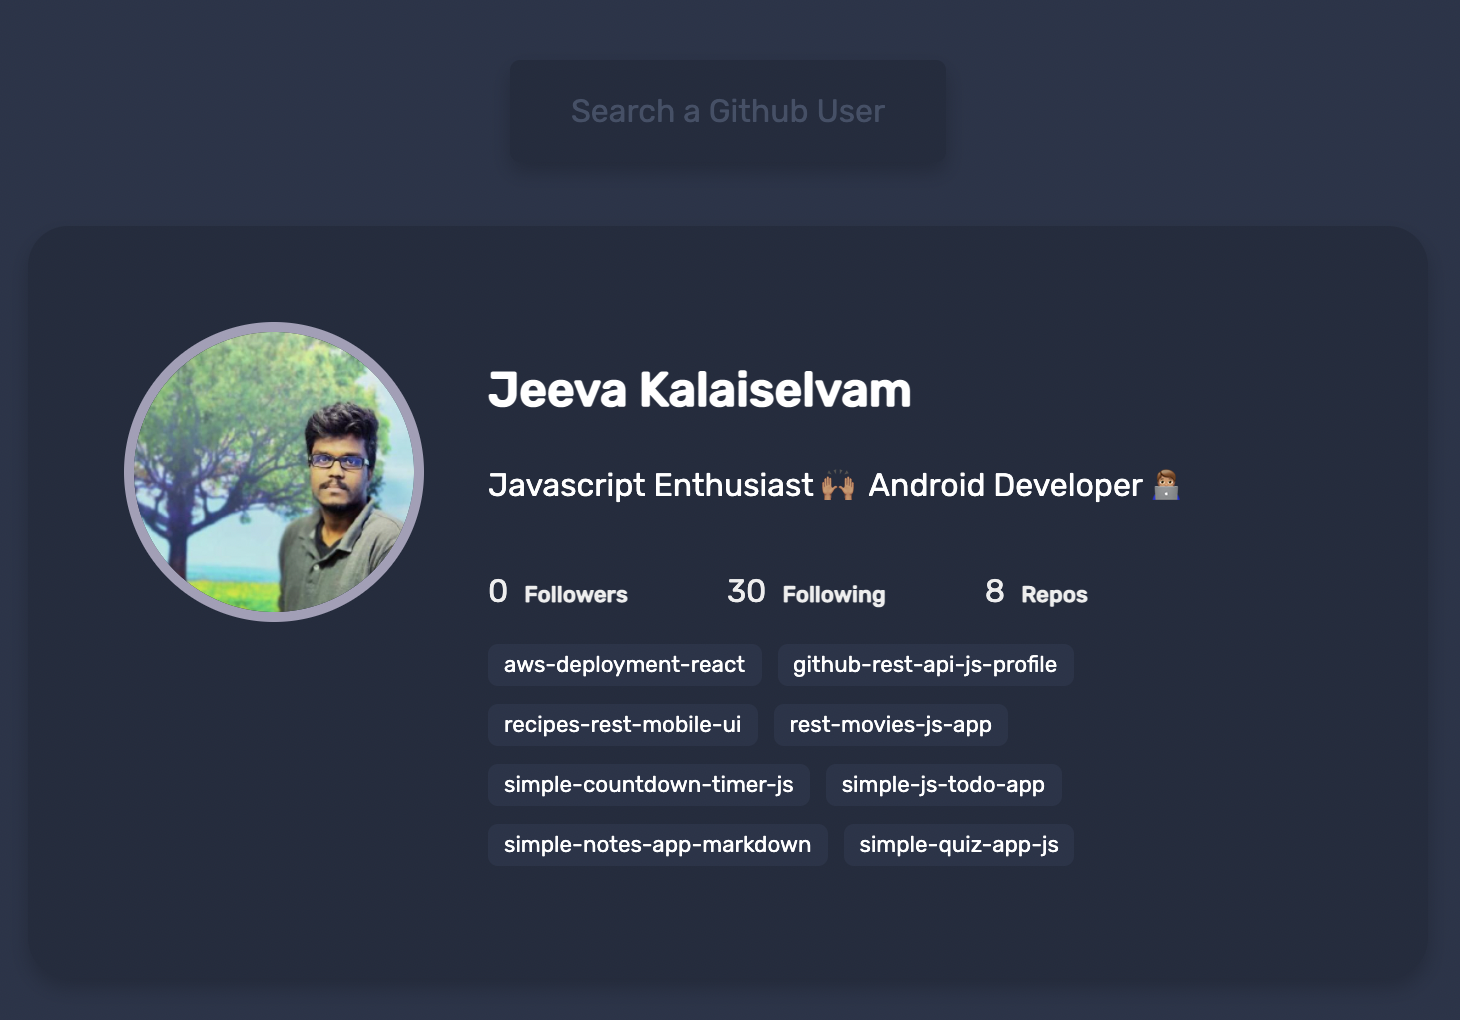 Search a Github User
Jeeva Kalaiselvam
Javascript Enthusiast 🙌🏽 Android Developer 👨🏽‍💻
0 Followers 30 Following 8 Repos
aws-deployment-react github-rest-api-js-profile
recipes-rest-mobile-ui rest-movies-js-app
simple-countdown-timer-js simple-js-todo-app
simple-notes-app-markdown simple-quiz-app-js